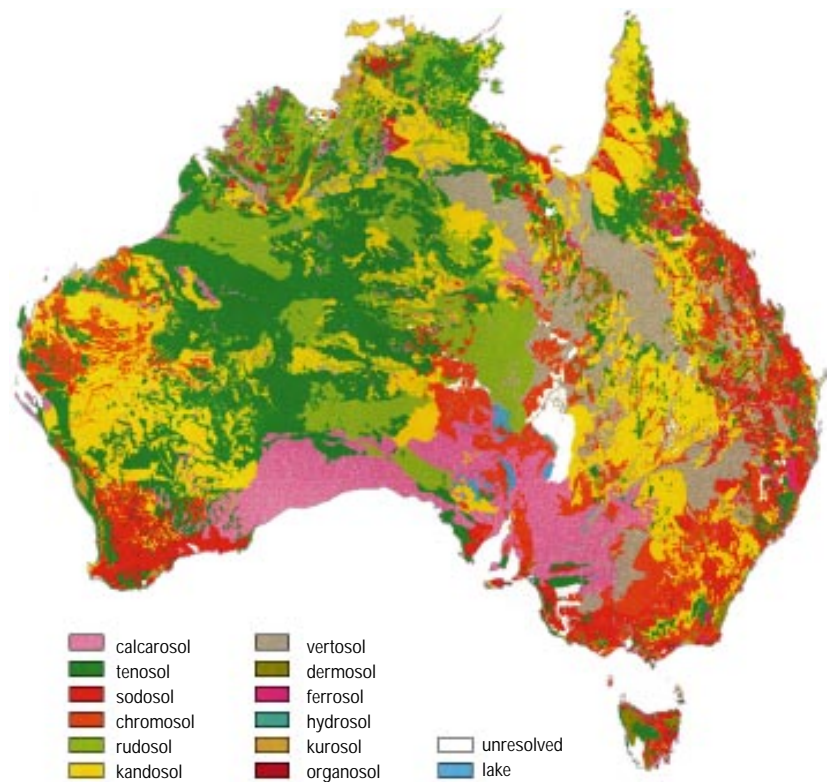 calcarosol
tenosol
sodosol
chromosol
rudosol
kandosol
vertosol
dermosol
ferrosol
hydrosol
kurosol
organosol
unresolved
lake